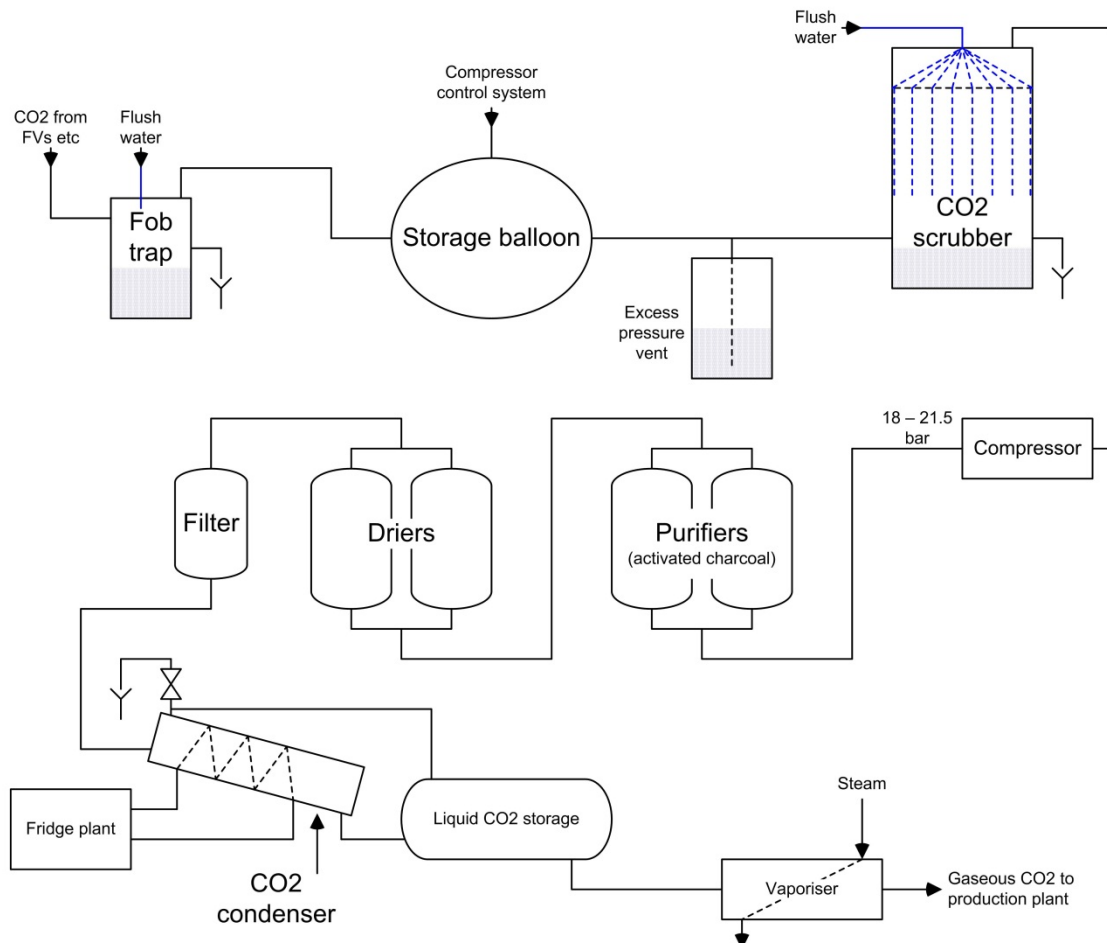 Flush
water
Compressor
control system
CO2 from
FVs etc
Flush
water
Fob
trap
Storage balloon
CO2
scrubber
Excess
pressure
vent
18 – 21.5
bar
Compressor
Filter
Driers
Purifiers
(activated charcoal)
Steam
Fridge plant
Liquid CO2 storage
CO2
condenser
Vaporiser
Gaseous CO2 to
production plant